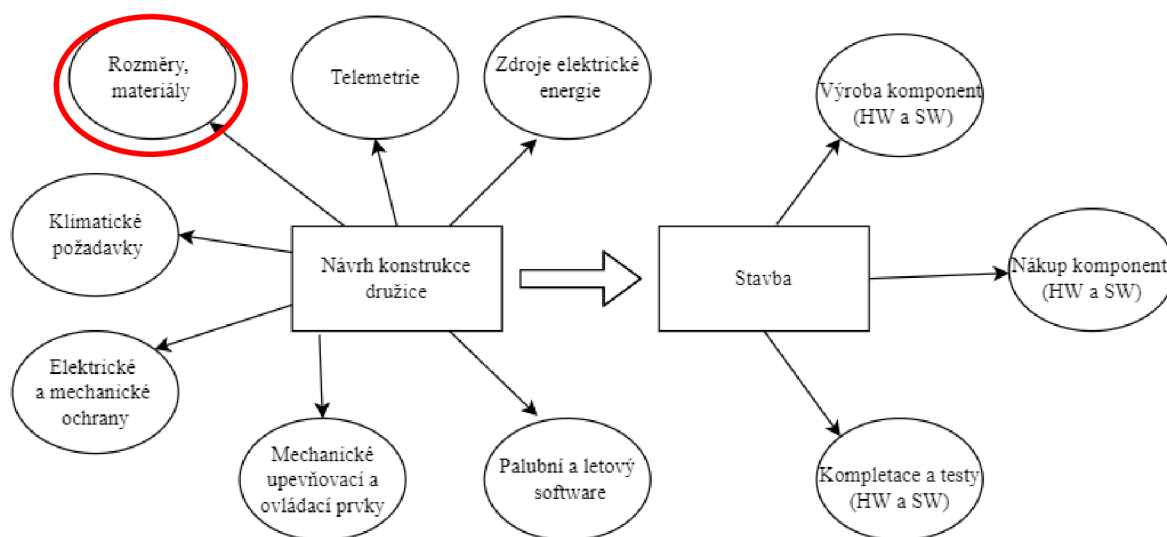 Rozměry,
materiály
Telemetrie
Zdroje elektrické
energie
Výroba komponent
(HW a SW)
Klimatické
požadavky
Návrh konstrukce
družice
Stavba
Nákup komponent
(HW a SW)
Elektrické
a mechanické
ochrany
Mechanické
upevňovací a
ovládací prvky
Palubní a letový
software
Kompletace a testy
(HW a SW)